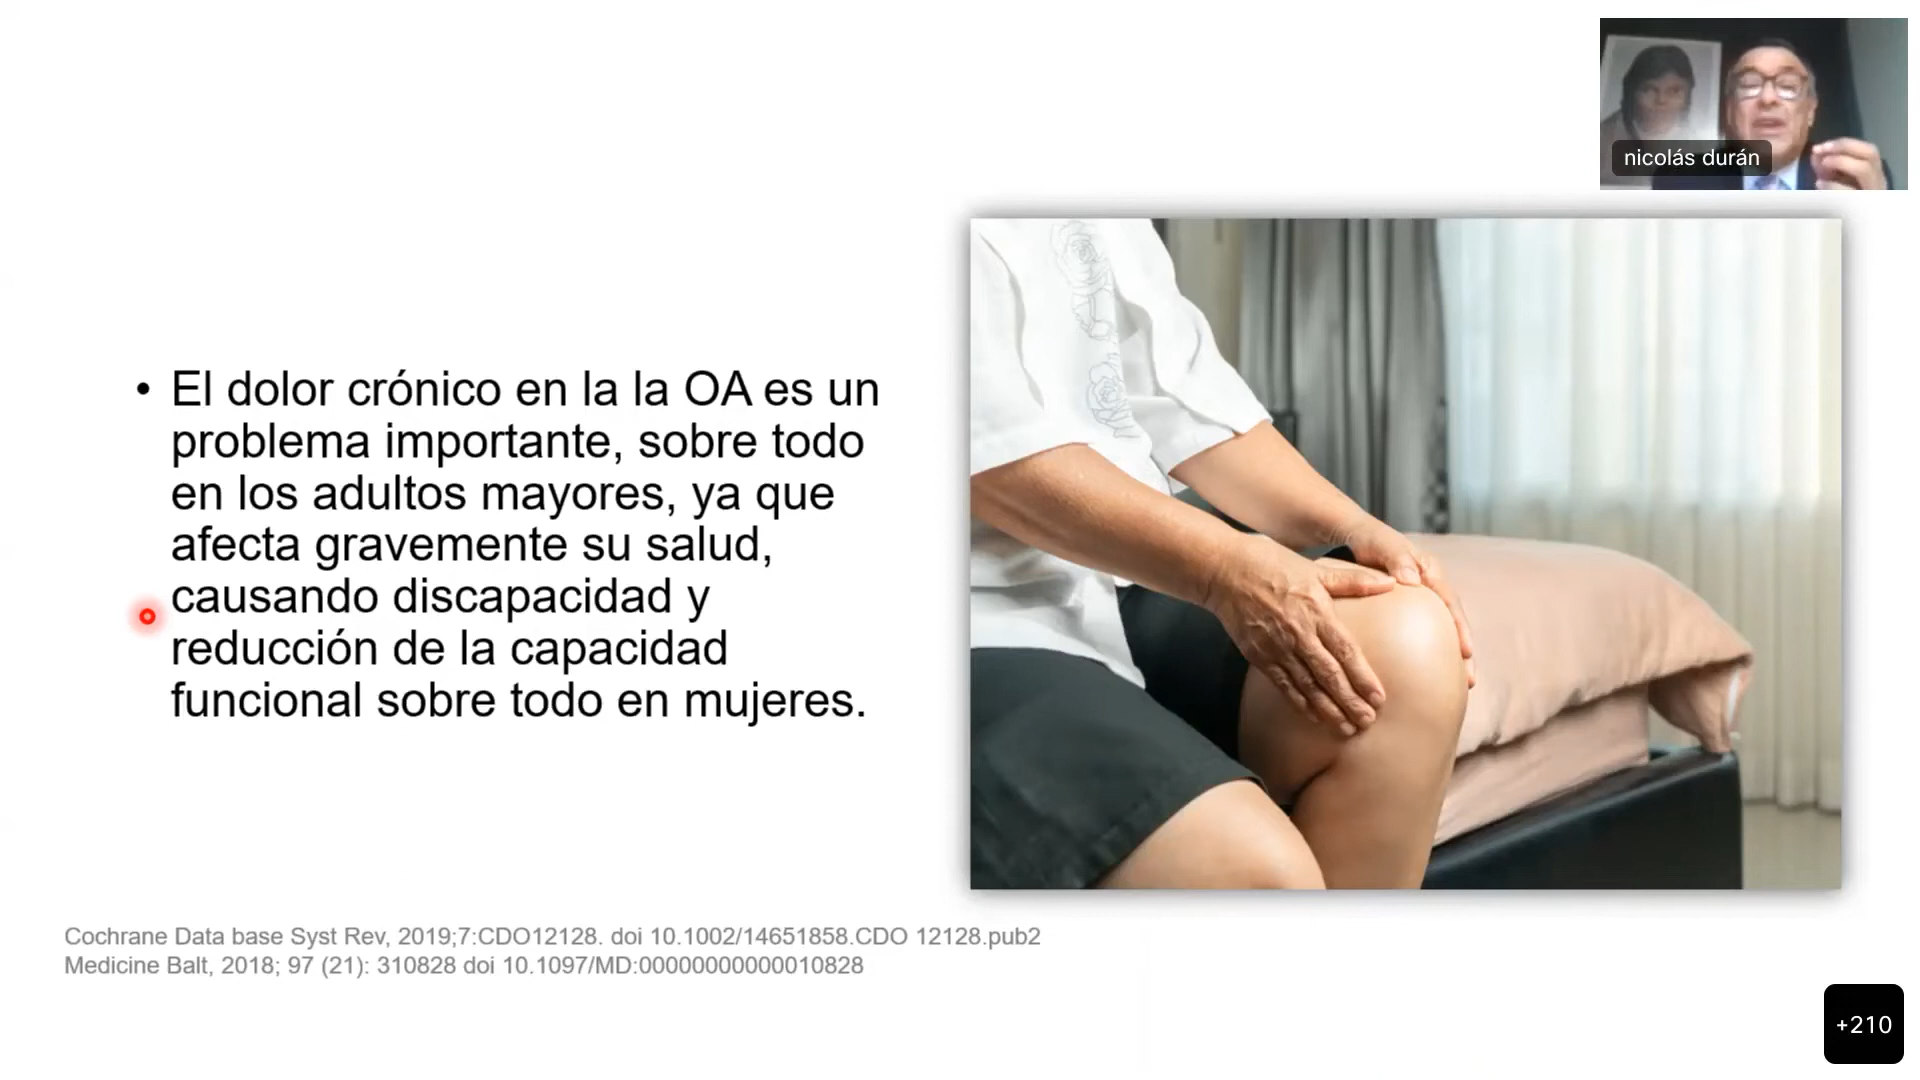 nicolás durán
• El dolor crónico en la la OA es un
problema importante, sobre todo
en los adultos mayores, ya que
afecta gravemente su salud,
causando discapacidad y
reducción de la capacidad
funcional sobre todo en mujeres.
Cochrane Data base Syst Rev, 2019;7:CDO12128. doi 10.1002/14651858.CDO 12128.pub2
Medicine Balt, 2018; 97 (21): 310828 doi 10.1097/MD:00000000000010828
+210